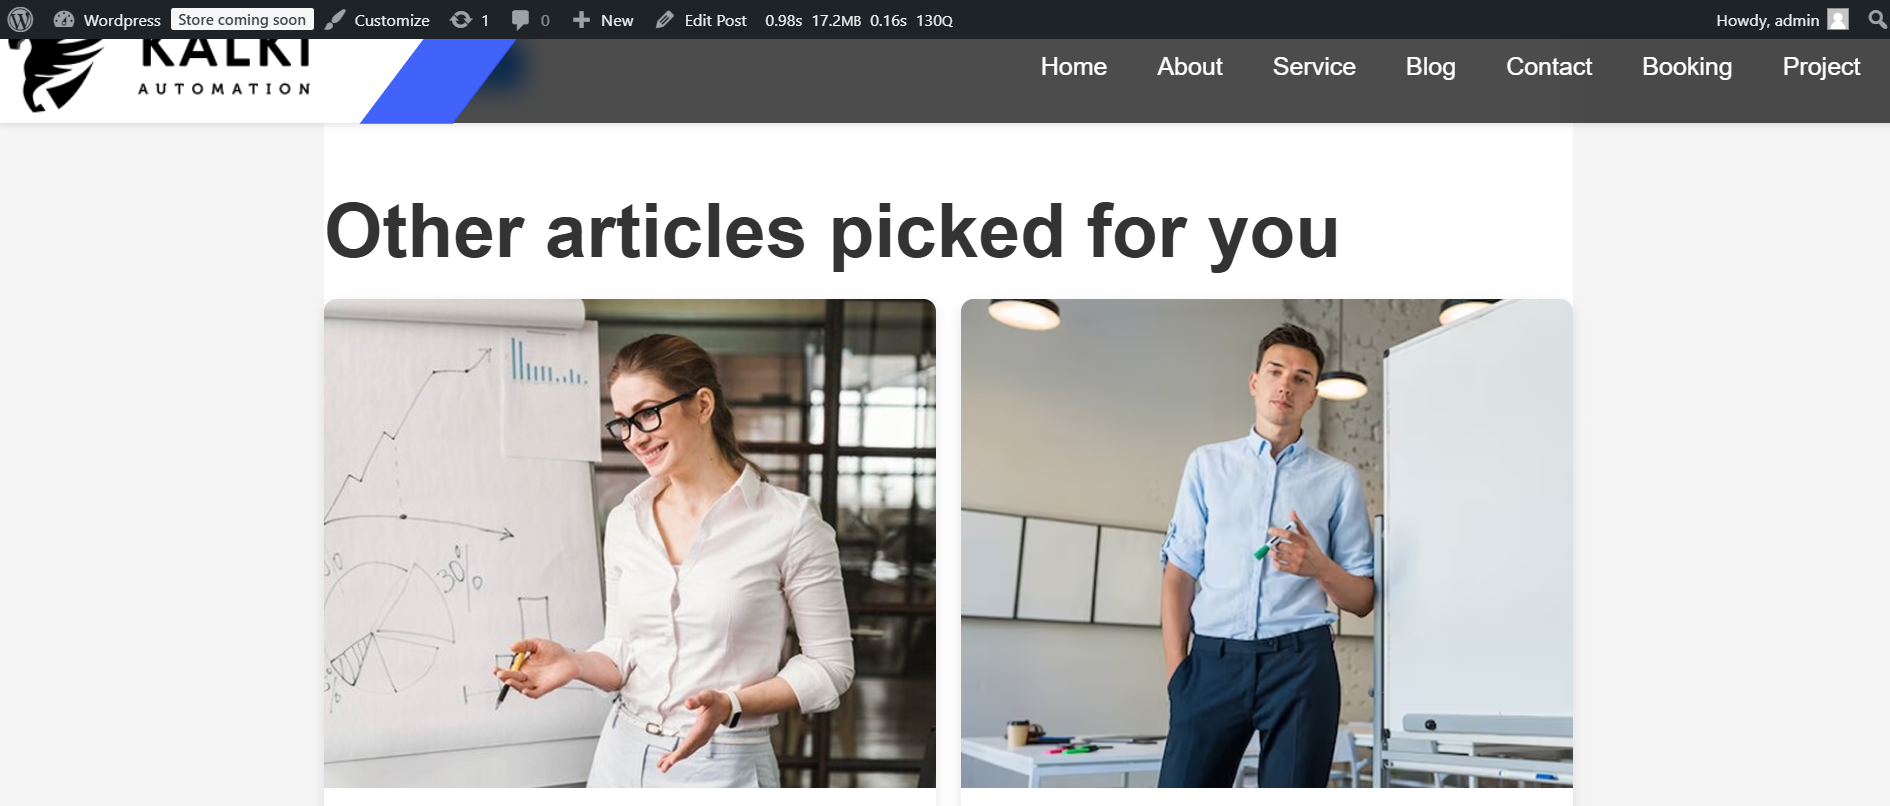 Wordpress Store coming soon Customize 1 0 New Edit Post 0.98s 17.2MB 0.16s 130Q Howdy, admin
KALKI
AUTOMATION
Home About Service Blog Contact Booking Project
Other articles picked for you
30%